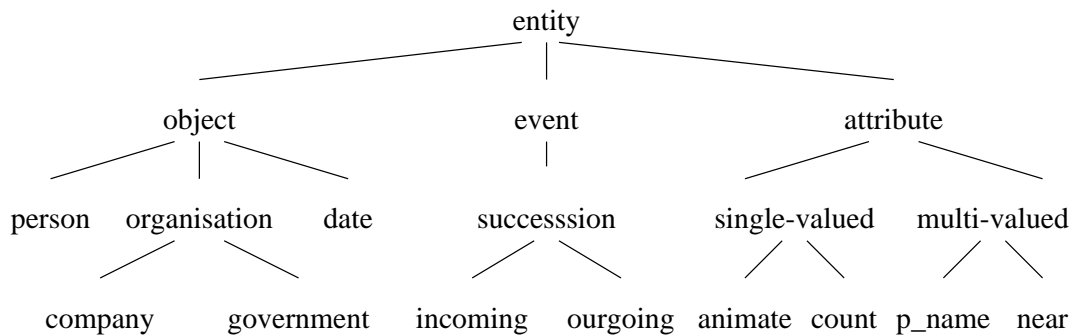 entity
object event attribute
person organisation date successsion single-valued multi-valued
company government incoming ourgoing animate count p_name near